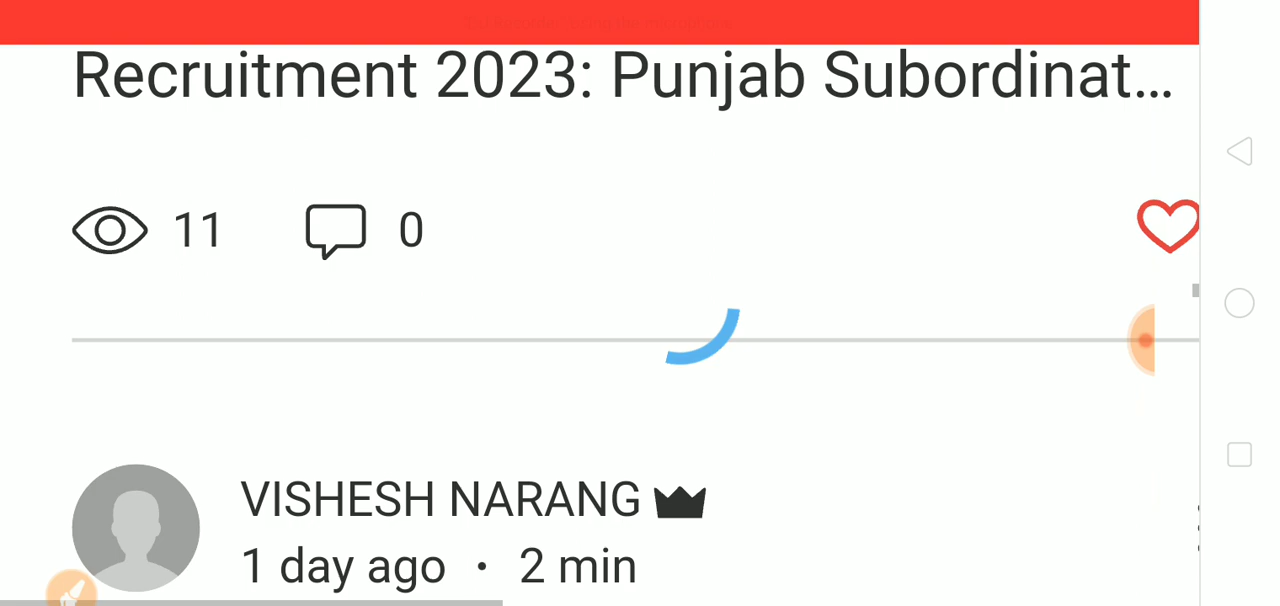 Recruitment 2023: Punjab Subordinat...
11
0
VISHESH NARANG
1 day ago · 2 min